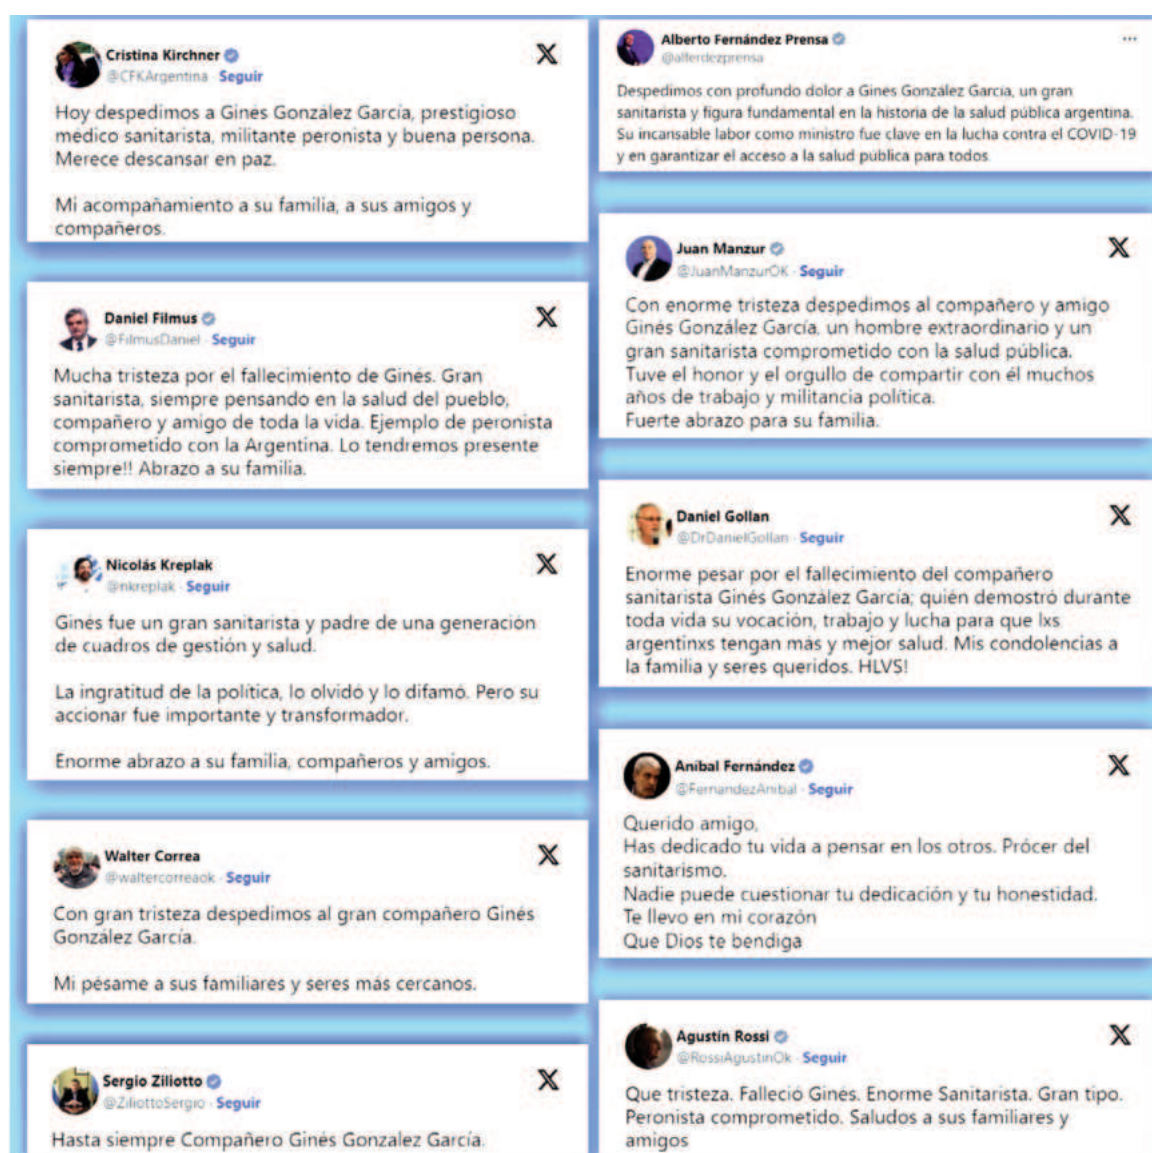 Cristina Kirchner
@CFKArgentina · Seguir
Hoy despedimos a Ginés González García, prestigioso
médico sanitarista, militante peronista y buena persona.
Merece descansar en paz.
Mi acompañamiento a su familia, a sus amigos y
compañeros.
Daniel Filmus
@FilmusDaniel · Seguir
Mucha tristeza por el fallecimiento de Ginés. Gran
sanitarista, siempre pensando en la salud del pueblo,
compañero y amigo de toda la vida. Ejemplo de peronista
comprometido con la Argentina. Lo tendremos presente
siempre!! Abrazo a su familia.
Nicolás Kreplak
@nkreplak · Seguir
Ginés fue un gran sanitarista y padre de una generación
de cuadros de gestión y salud.
La ingratitud de la política, lo olvidó y lo difamó. Pero su
accionar fue importante y transformador.
Enorme abrazo a su familia, compañeros y amigos.
Walter Correa
@waltercorreaok · Seguir
Con gran tristeza despedimos al gran compañero Ginés
González García.
Mi pésame a sus familiares y seres más cercanos.
Sergio Ziliotto
@ZiliottoSergio · Seguir
Hasta siempre Compañero Ginés Gonzalez García.
Alberto Fernández Prensa
@alferdezprensa
Despedimos con profundo dolor a Ginés González García, un gran
sanitarista y figura fundamental en la historia de la salud pública argentina.
Su incansable labor como ministro fue clave en la lucha contra el COVID-19
y en garantizar el acceso a la salud pública para todos.
Juan Manzur
@JuanManzurOK · Seguir
Con enorme tristeza despedimos al compañero y amigo
Ginés González García, un hombre extraordinario y un
gran sanitarista comprometido con la salud pública.
Tuve el honor y el orgullo de compartir con él muchos
años de trabajo y militancia política.
Fuerte abrazo para su familia.
Daniel Gollan
@DrDanielGollan · Seguir
Enorme pesar por el fallecimiento del compañero
sanitarista Ginés González García; quién demostró durante
toda vida su vocación, trabajo y lucha para que lxs
argentinxs tengan más y mejor salud. Mis condolencias a
la familia y seres queridos. HLVS!
Aníbal Fernández
@FernandezAnibal · Seguir
Querido amigo,
Has dedicado tu vida a pensar en los otros. Prócer del
sanitarismo.
Nadie puede cuestionar tu dedicación y tu honestidad.
Te llevo en mi corazón
Que Dios te bendiga
Agustín Rossi
@RossiAgustinOk · Seguir
Que tristeza. Falleció Ginés. Enorme Sanitarista. Gran tipo.
Peronista comprometido. Saludos a sus familiares y
amigos